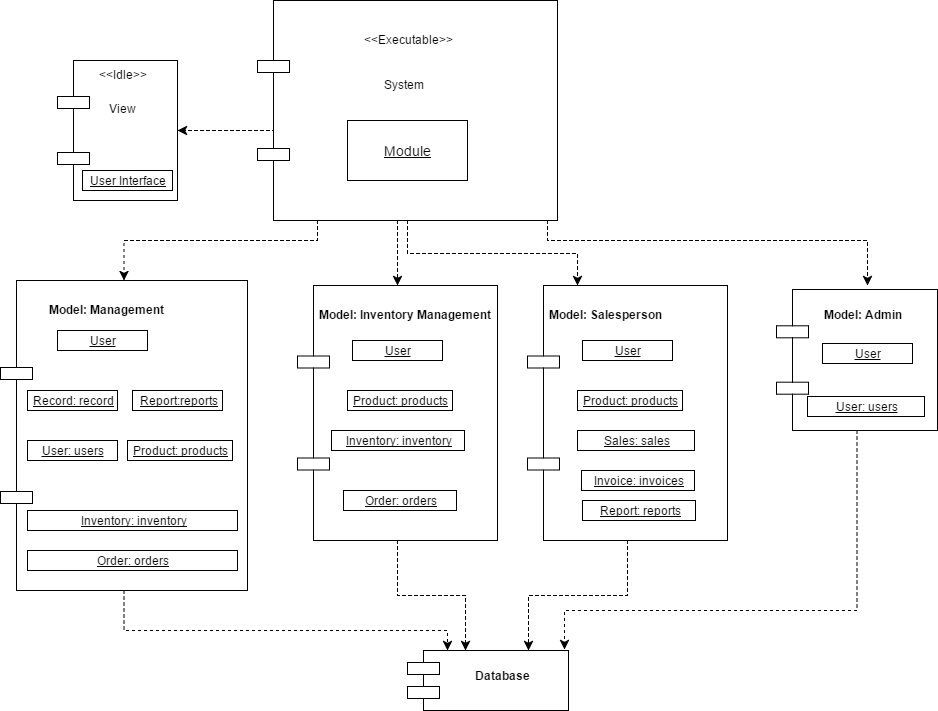 <<Executable>>
System
Module
<<Idle>>
View
User Interface
Model: Management
User
Record: record
Report:reports
User: users
Product: products
Inventory: inventory
Order: orders
Model: Inventory Management
User
Product: products
Inventory: inventory
Order: orders
Model: Salesperson
User
Product: products
Sales: sales
Invoice: invoices
Report: reports
Model: Admin
User
User: users
Database